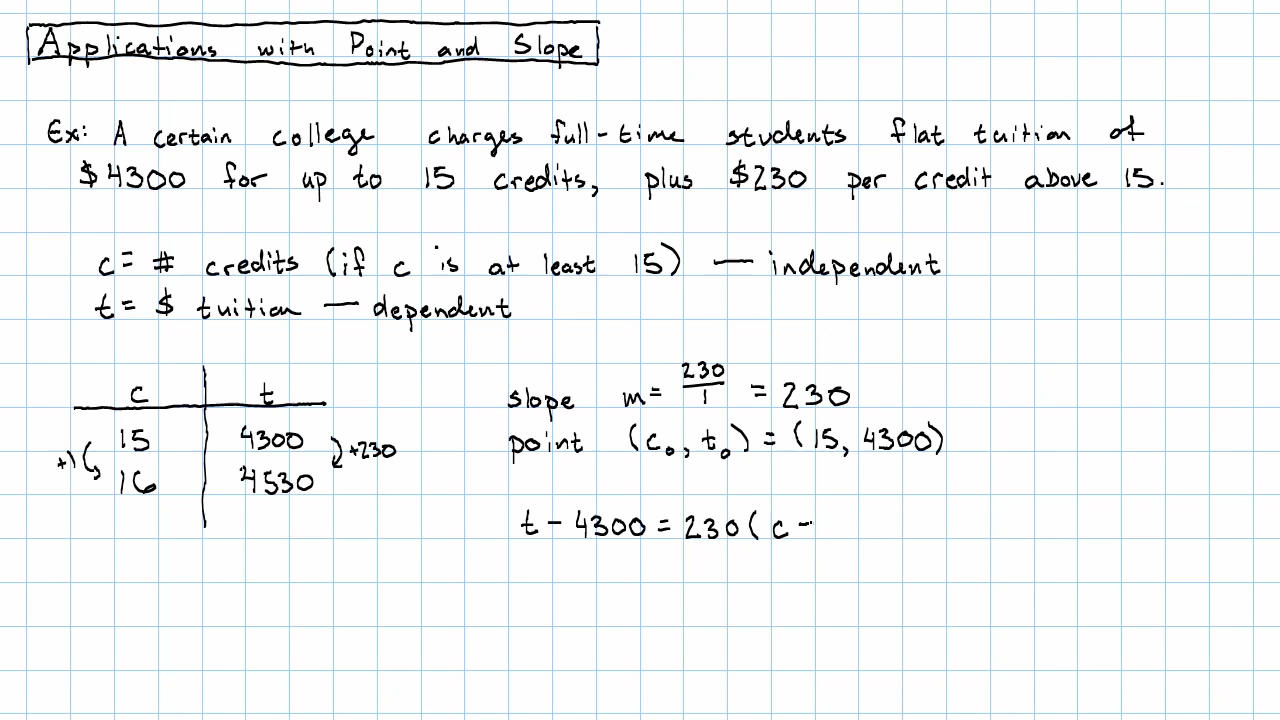 Applications with Point and Slope
Ex: A certain college charges full-time students flat tuition of
$4300 for up to 15 credits, plus $230 per credit above 15.
c = # credits (if c is at least 15) — independent
t = $ tuition — dependent
c t
15 4300
+1 +230
16 4530
slope m = 230/1 = 230
point (c₀, t₀) = (15, 4300)
t - 4300 = 230( c -